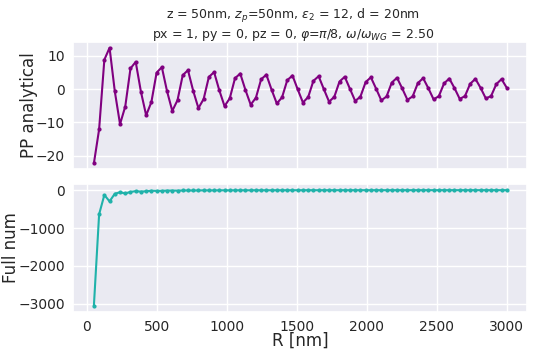 z = 50nm, z_p=50nm, ε_2 = 12, d = 20nm
px = 1, py = 0, pz = 0, φ=π/8, ω/ω_WG = 2.50
PP analytical
10
0
−10
−20
Full num
0
−1000
−2000
−3000
0 500 1000 1500 2000 2500 3000
R [nm]